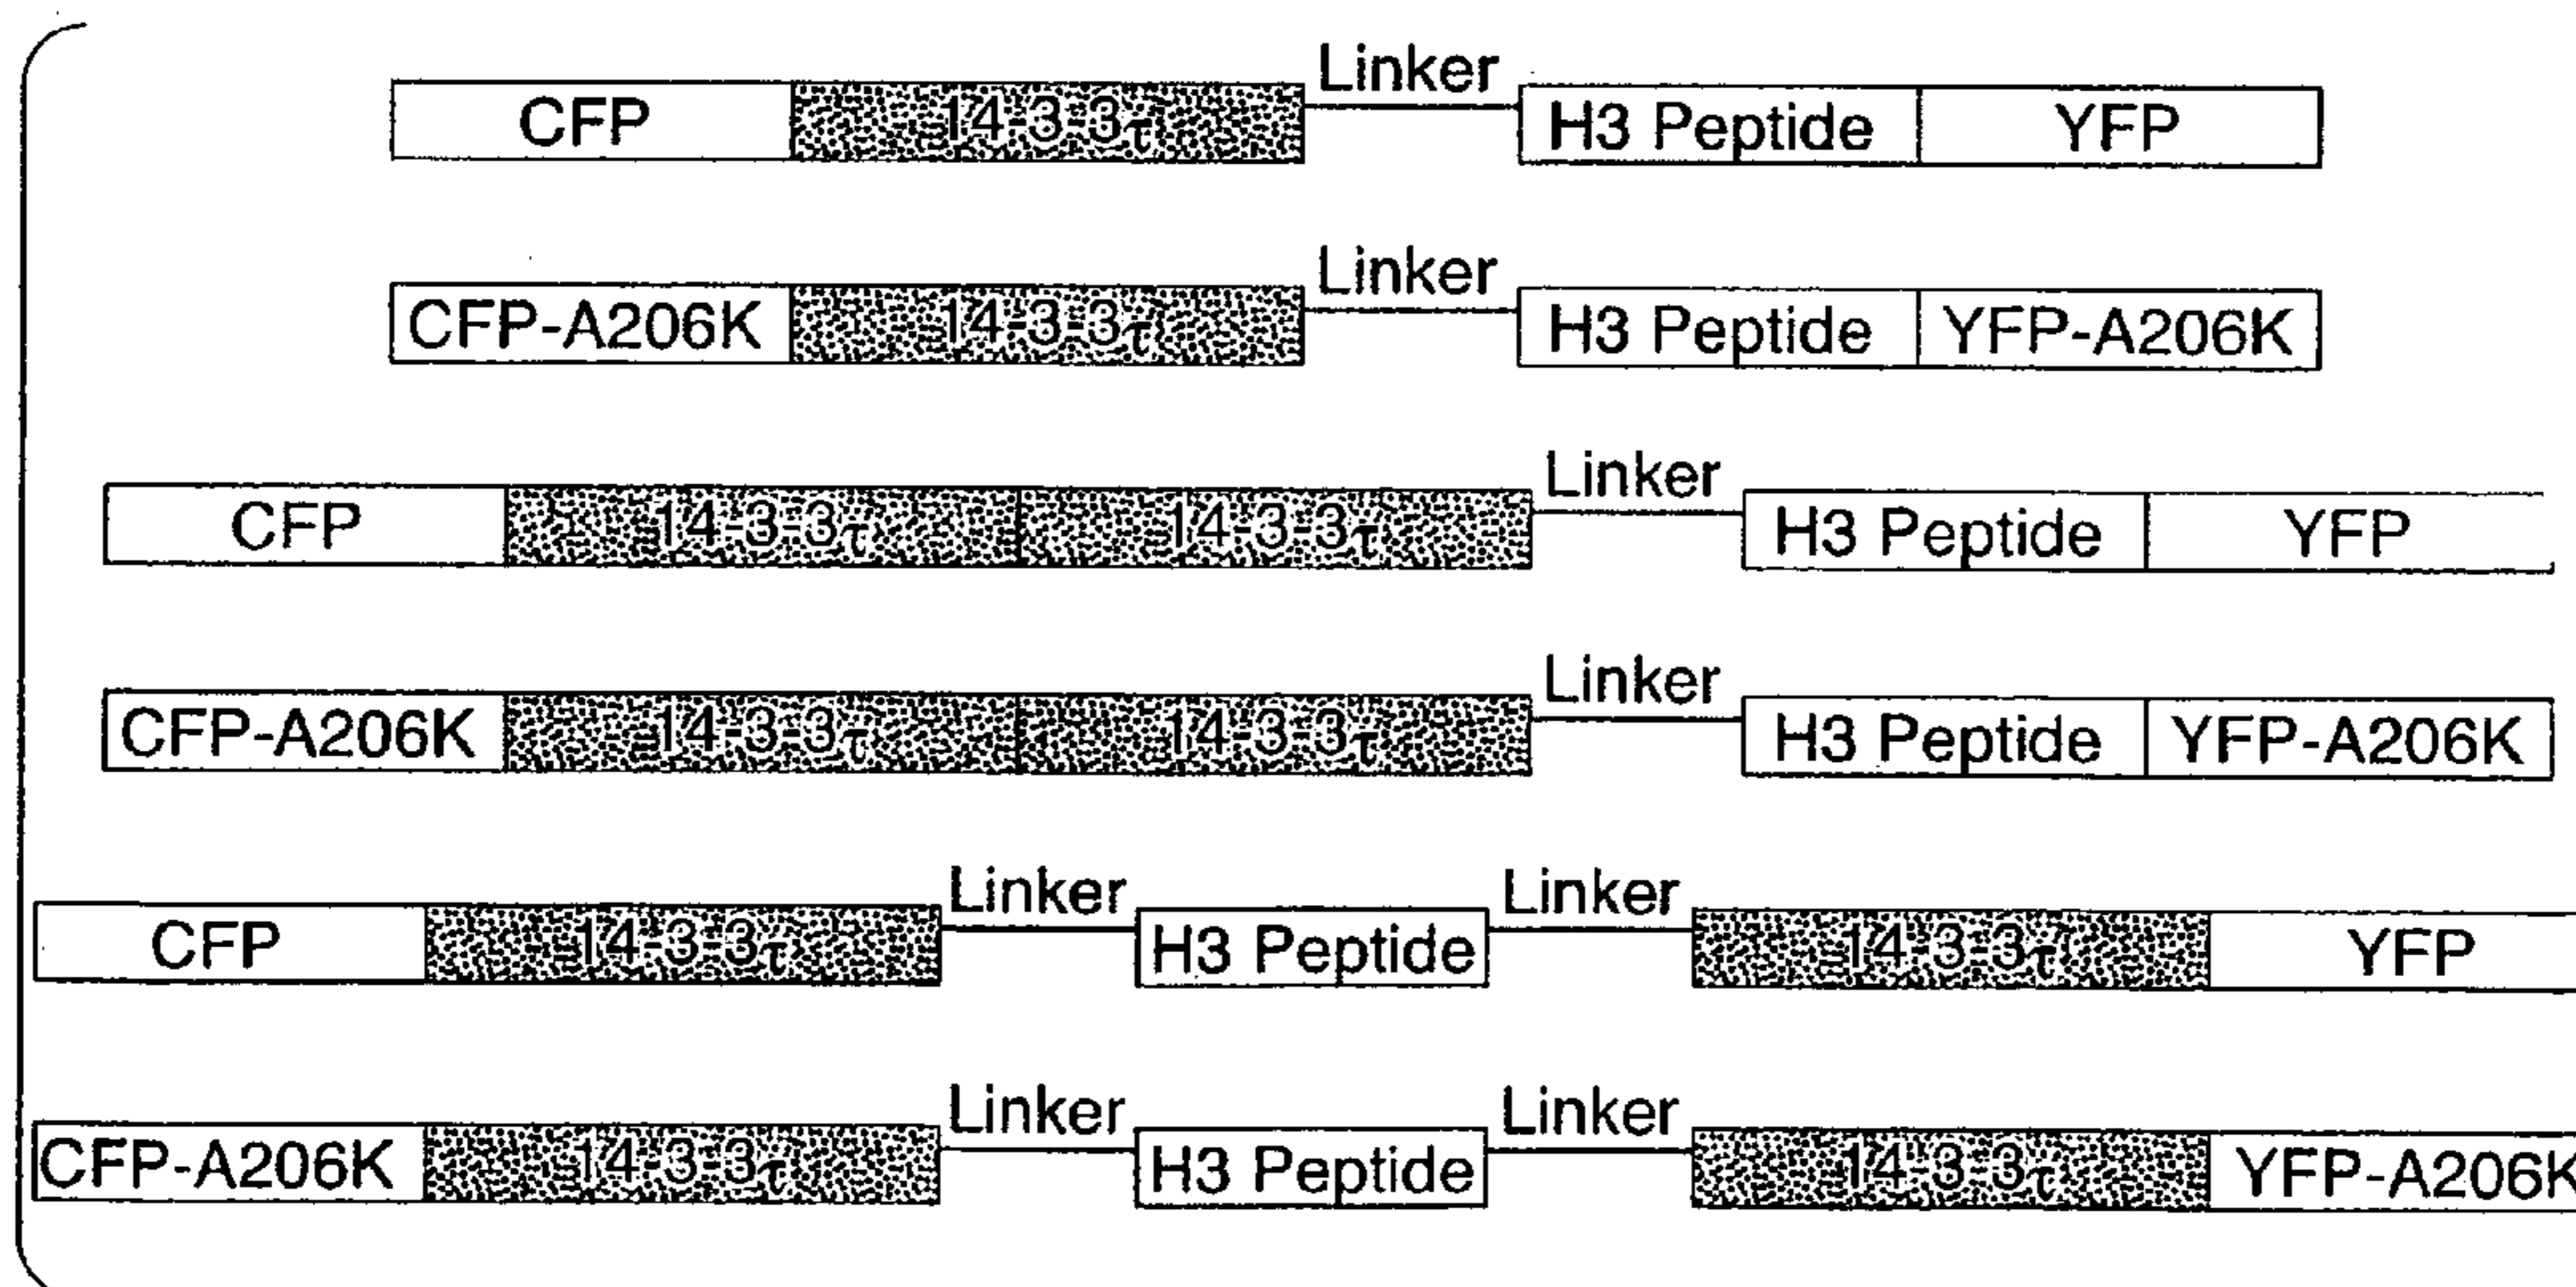 Linker
CFP 14-3-3τ H3 Peptide YFP
Linker
CFP-A206K 14-3-3τ H3 Peptide YFP-A206K
Linker
CFP 14-3-3τ 14-3-3τ H3 Peptide YFP
Linker
CFP-A206K 14-3-3τ 14-3-3τ H3 Peptide YFP-A206K
Linker Linker
CFP 14-3-3τ H3 Peptide 14-3-3τ YFP
Linker Linker
CFP-A206K 14-3-3τ H3 Peptide 14-3-3τ YFP-A206K